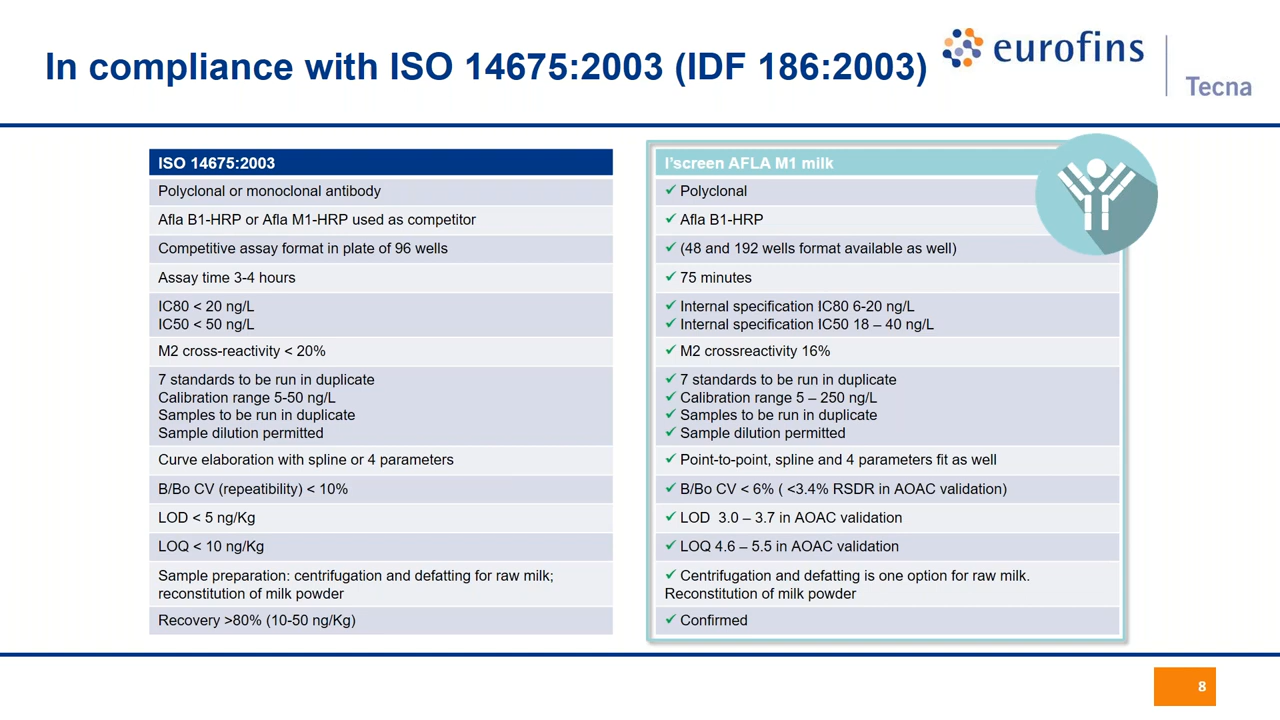 In compliance with ISO 14675:2003 (IDF 186:2003)
eurofins
Tecna
ISO 14675:2003
Polyclonal or monoclonal antibody
Afla B1-HRP or Afla M1-HRP used as competitor
Competitive assay format in plate of 96 wells
Assay time 3-4 hours
IC80 < 20 ng/L
IC50 < 50 ng/L
M2 cross-reactivity < 20%
7 standards to be run in duplicate
Calibration range 5-50 ng/L
Samples to be run in duplicate
Sample dilution permitted
Curve elaboration with spline or 4 parameters
B/Bo CV (repeatibility) < 10%
LOD < 5 ng/Kg
LOQ < 10 ng/Kg
Sample preparation: centrifugation and defatting for raw milk;
reconstitution of milk powder
Recovery >80% (10-50 ng/Kg)
I'screen AFLA M1 milk
✓ Polyclonal
✓ Afla B1-HRP
✓ (48 and 192 wells format available as well)
✓ 75 minutes
✓ Internal specification IC80 6-20 ng/L
✓ Internal specification IC50 18 – 40 ng/L
✓ M2 crossreactivity 16%
✓ 7 standards to be run in duplicate
✓ Calibration range 5 – 250 ng/L
✓ Samples to be run in duplicate
✓ Sample dilution permitted
✓ Point-to-point, spline and 4 parameters fit as well
✓ B/Bo CV < 6% ( <3.4% RSDR in AOAC validation)
✓ LOD 3.0 – 3.7 in AOAC validation
✓ LOQ 4.6 – 5.5 in AOAC validation
✓ Centrifugation and defatting is one option for raw milk.
Reconstitution of milk powder
✓ Confirmed
8